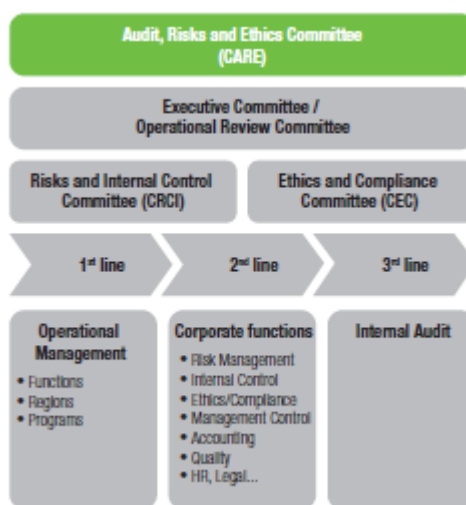 Audit, Risks and Ethics Committee
(CARE)
Executive Committee /
Operational Review Committee
Risks and Internal Control
Committee (CRCI)
Ethics and Compliance
Committee (CEC)
1st line
2nd line
3rd line
Operational
Management
• Functions
• Regions
• Programs
Corporate functions
• Risk Management
• Internal Control
• Ethics/Compliance
• Management Control
• Accounting
• Quality
• HR, Legal...
Internal Audit